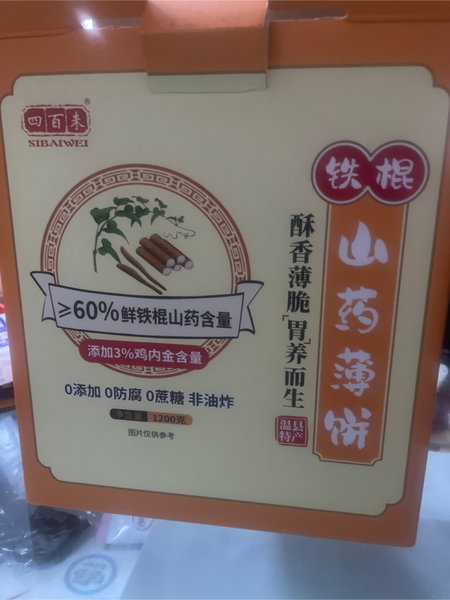 四百未®
SIBAIWEI
铁棍
山药薄饼
酥香薄脆「胃」养而生
温县
特产
≥60%鲜铁棍山药含量
添加3%鸡内金含量
0添加 0防腐 0蔗糖 非油炸
净含量 1200克
图片仅供参考